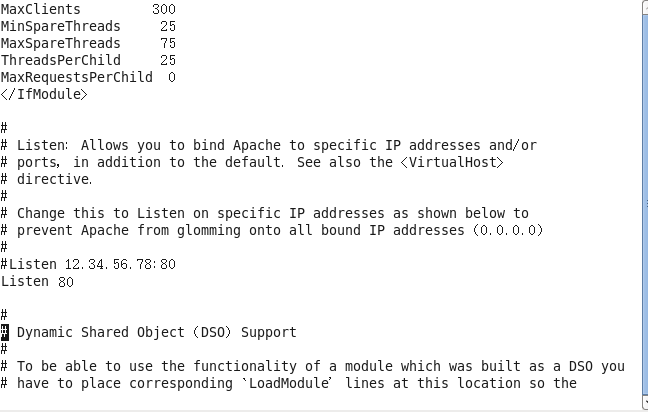 MaxClients         300
MinSpareThreads     25
MaxSpareThreads     75
ThreadsPerChild     25
MaxRequestsPerChild  0
</IfModule>
#
# Listen: Allows you to bind Apache to specific IP addresses and/or
# ports, in addition to the default. See also the <VirtualHost>
# directive.
#
# Change this to Listen on specific IP addresses as shown below to
# prevent Apache from glomming onto all bound IP addresses (0.0.0.0)
#
#Listen 12.34.56.78:80
Listen 80
#
# Dynamic Shared Object (DSO) Support
#
# To be able to use the functionality of a module which was built as a DSO you
# have to place corresponding `LoadModule' lines at this location so the